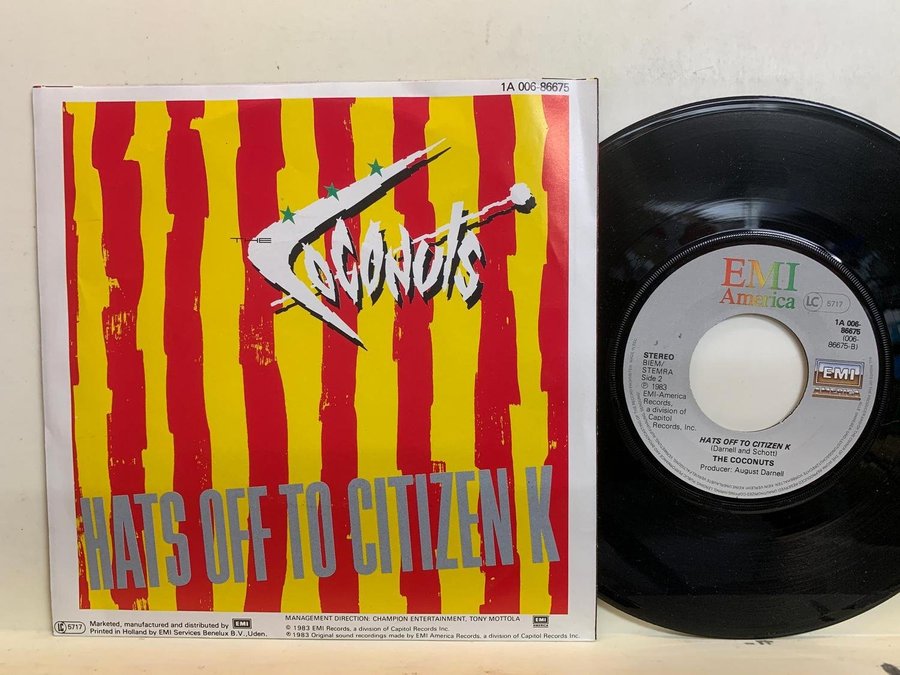 1A 006-86675
THE
COCONUTS
HATS OFF TO CITIZEN K
LC 5717
Marketed, manufactured and distributed by EMI
Printed in Holland by EMI Services Benelux B.V., Uden.
MANAGEMENT DIRECTION: CHAMPION ENTERTAINMENT, TONY MOTTOLA
℗ 1983 EMI Records, a division of Capitol Records Inc.
℗ 1983 Original sound recordings made by EMI America Records, a division of Capitol Records, Inc.
EMI
AMERICA
EMI
America
LC 5717
1A 006-
86675
(006-
86675-B)
STEREO
BIEM/
STEMRA
Side 2
℗ 1983
EMI-America
Records,
a division of
Capitol
Records, Inc.
EMI
AMERICA
HATS OFF TO CITIZEN K
(Darnell and Schott)
THE COCONUTS
Producer: August Darnell